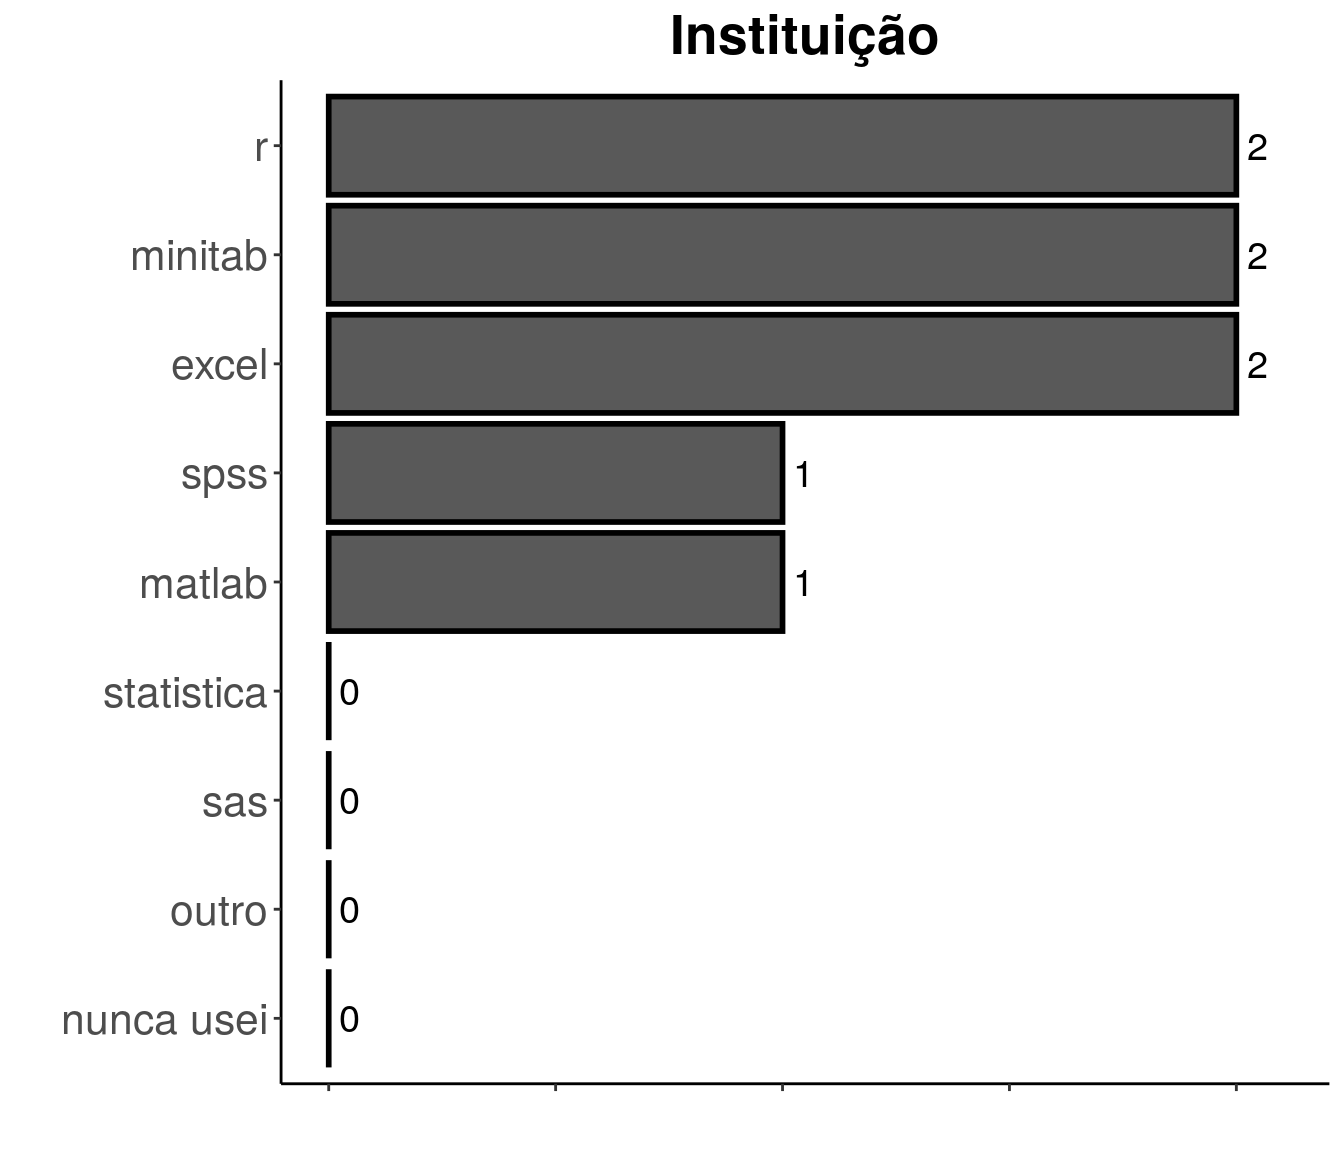 Instituição
r 2
minitab 2
excel 2
spss 1
matlab 1
statistica 0
sas 0
outro 0
nunca usei 0